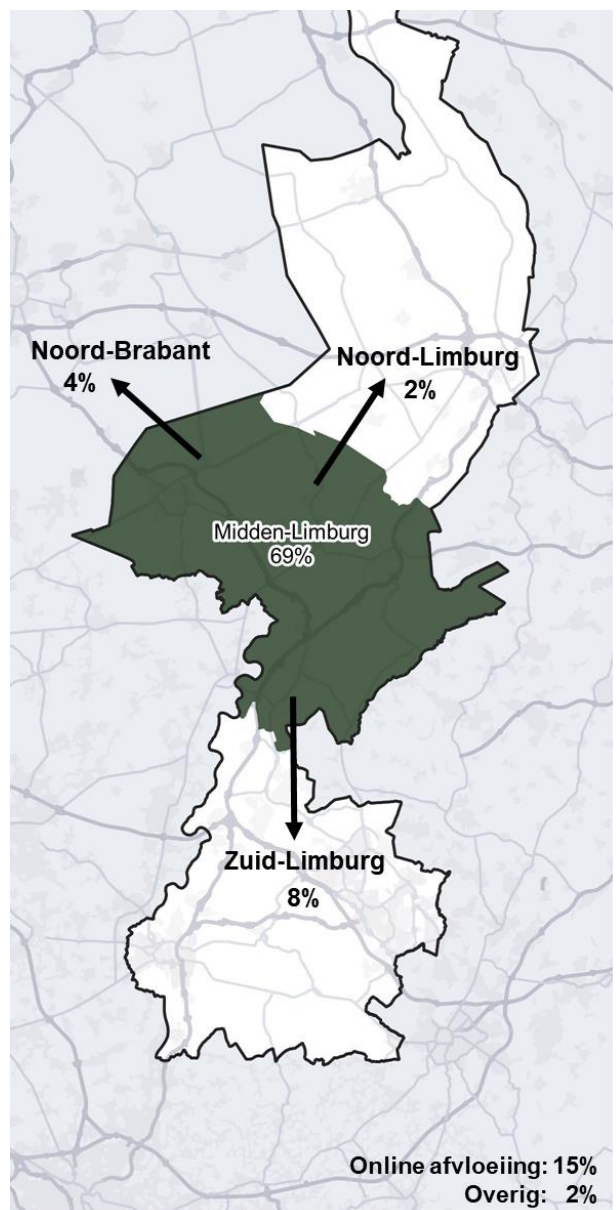 Noord-Brabant
4%
Noord-Limburg
2%
Midden-Limburg
69%
Zuid-Limburg
8%
Online afvloeiing: 15%
Overig: 2%